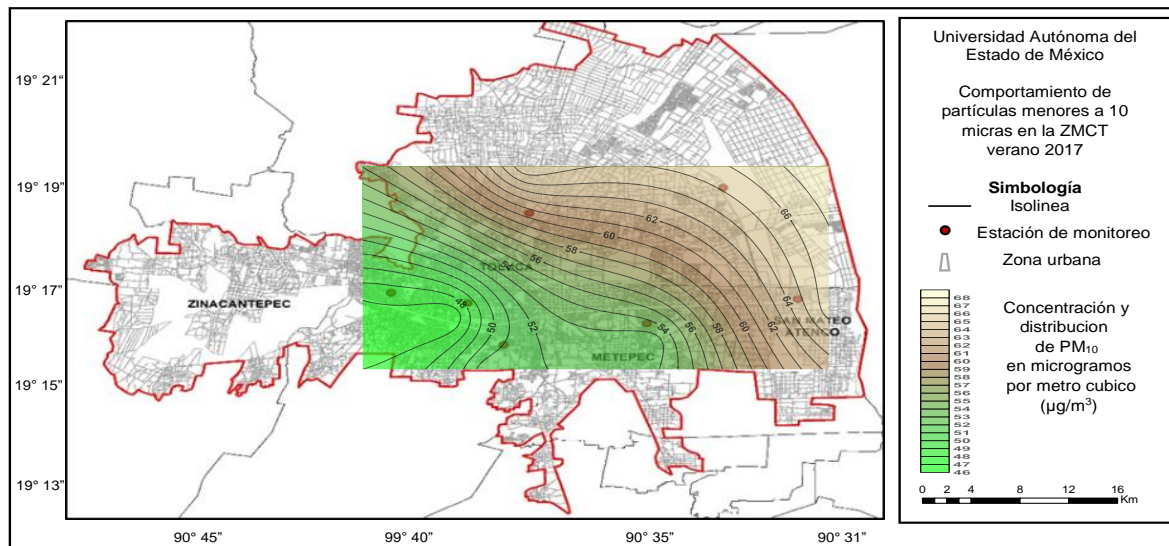 19° 21“
19° 19“
19° 17“
19° 15“
19° 13“
90° 45“
99° 40“
90° 35“
90° 31“
ZINACANTEPEC
TOLUCA
METEPEC
SAN MATEO
ATENCO
66
62
60
58
56
54
48
50
52
54
56
58
60
62
64
Universidad Autónoma del
Estado de México
Comportamiento de
partículas menores a 10
micras en la ZMCT
verano 2017
Simbología
Isolinea
Estación de monitoreo
Zona urbana
68
67
66
65
64
63
62
61
60
59
58
57
56
55
54
53
52
51
50
49
48
47
46
Concentración y
distribucion
de PM₁₀
en microgramos
por metro cubico
(µg/m³)
0 2 4 8 12 16
Km